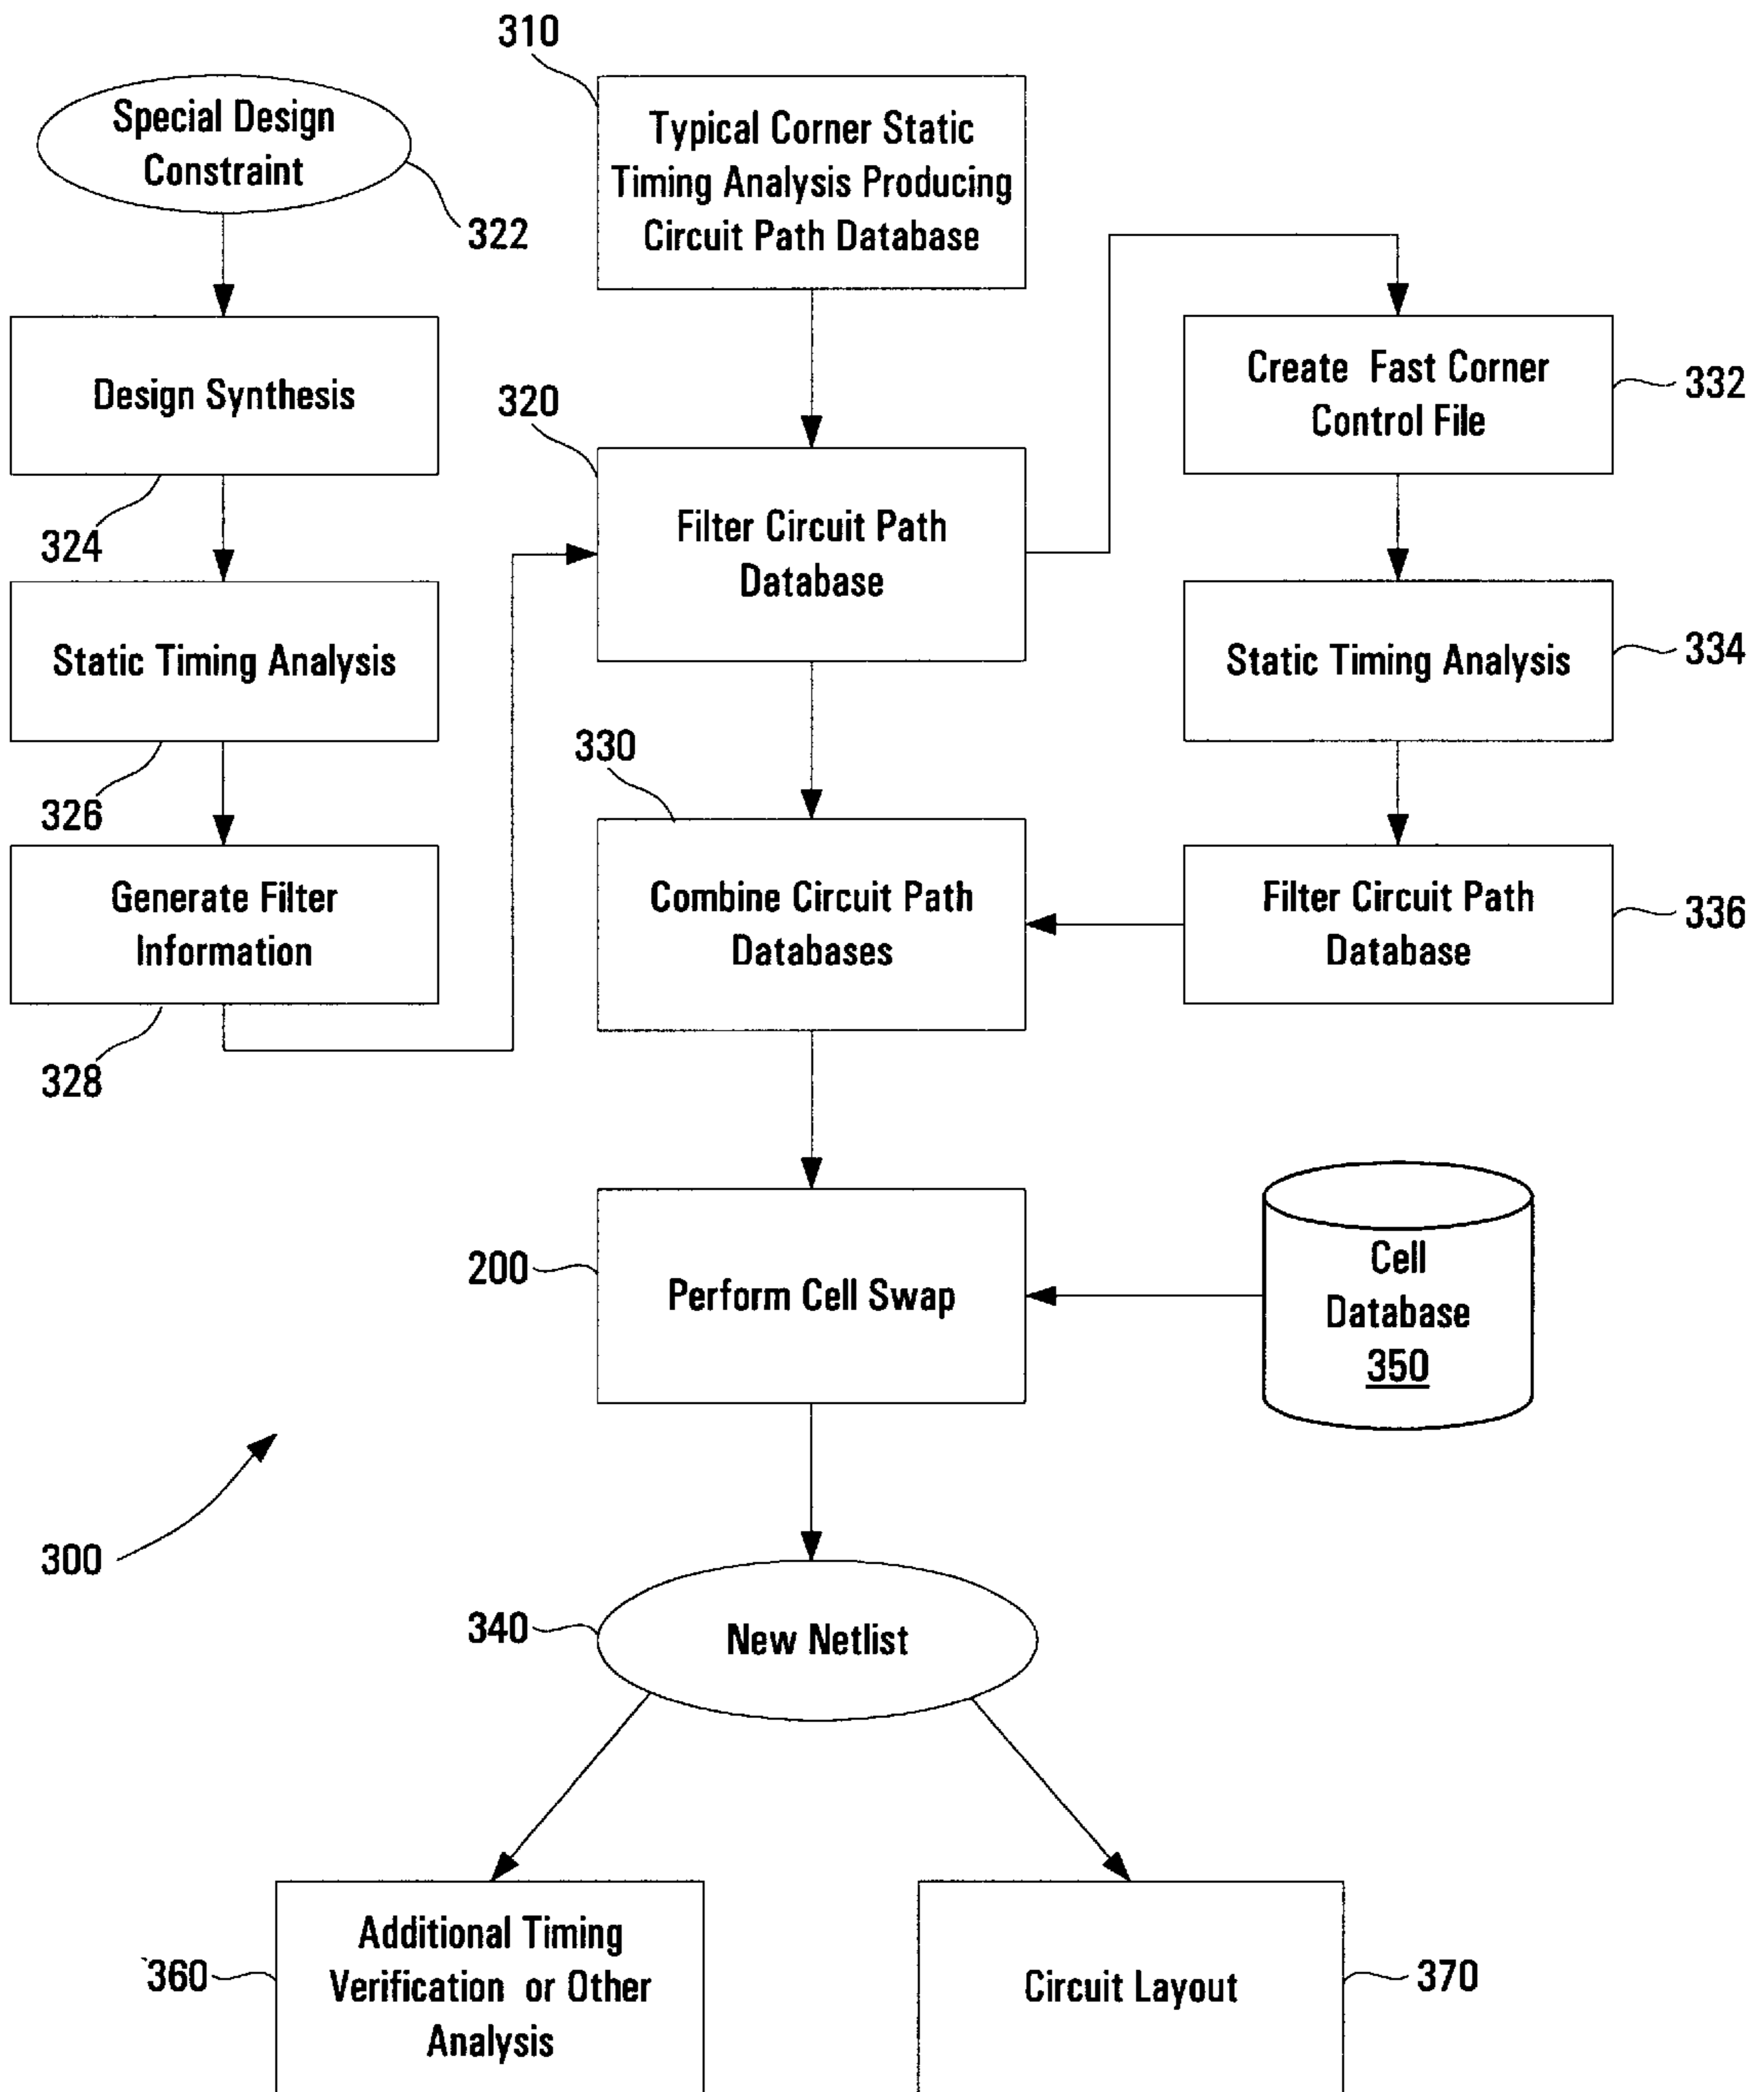 310
Special Design
Constraint
322
Typical Corner Static
Timing Analysis Producing
Circuit Path Database
Design Synthesis
324
320
Create Fast Corner
Control File
332
Filter Circuit Path
Database
Static Timing Analysis
326
Static Timing Analysis
334
330
Generate Filter
Information
328
Combine Circuit Path
Databases
Filter Circuit Path
Database
336
200
Perform Cell Swap
Cell
Database
350
300
340
New Netlist
360
Additional Timing
Verification or Other
Analysis
Circuit Layout
370